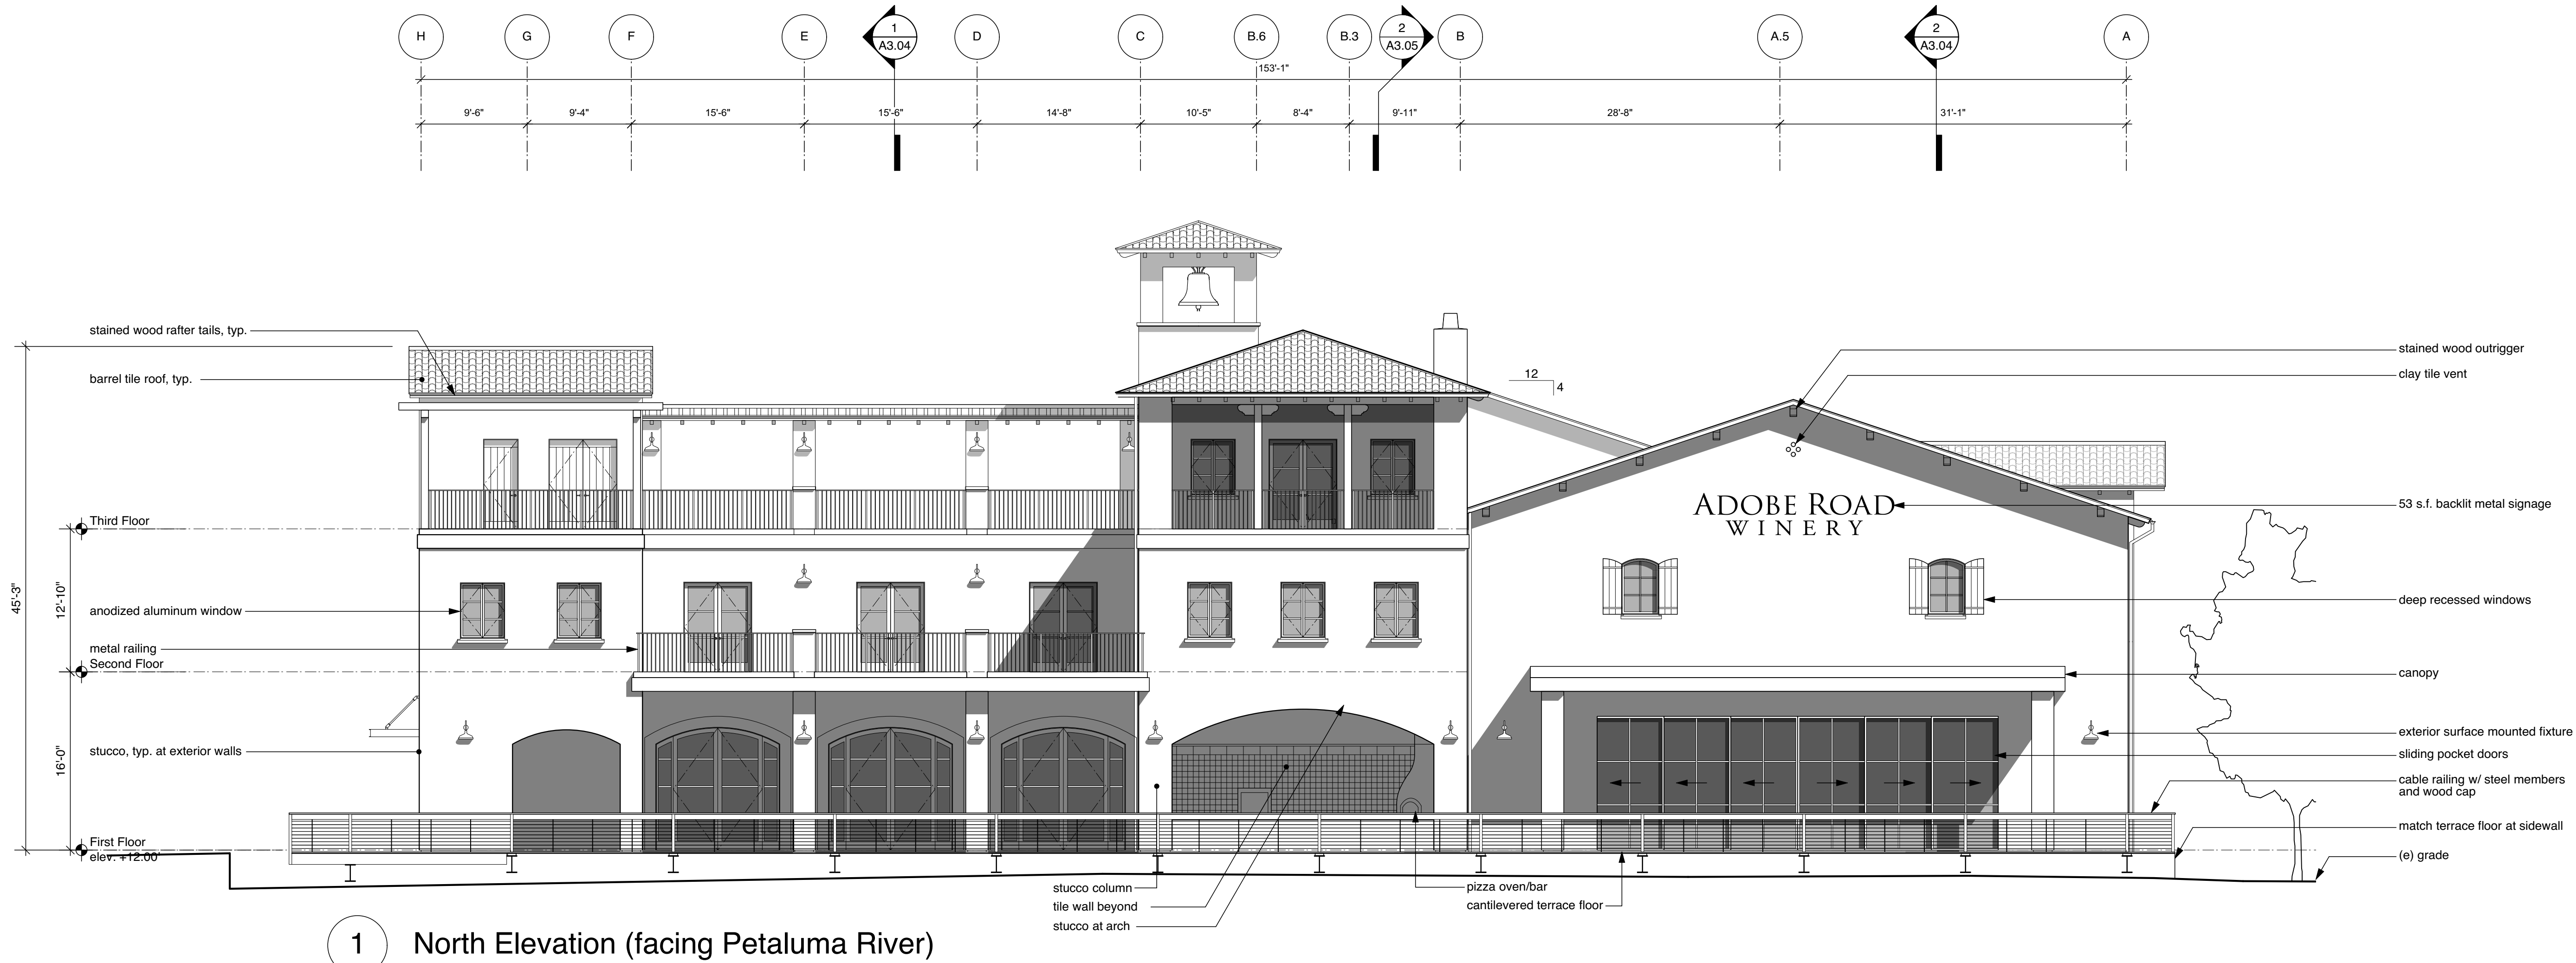 H G F E 1 D C B.6 B.3 2 B A.5 2 A
A3.04 A3.05 A3.04
153'-1"
9'-6" 9'-4" 15'-6" 15'-6" 14'-8" 10'-5" 8'-4" 9'-11" 28'-8" 31'-1"
stained wood rafter tails, typ.
barrel tile roof, typ.
12
4
stained wood outrigger
clay tile vent
ADOBE ROAD
WINERY
53 s.f. backlit metal signage
Third Floor
45'-3"
12'-10"
anodized aluminum window
deep recessed windows
metal railing
Second Floor
canopy
16'-0"
stucco, typ. at exterior walls
exterior surface mounted fixture
sliding pocket doors
cable railing w/ steel members
and wood cap
match terrace floor at sidewall
First Floor
elev. +12.00'
(e) grade
stucco column
tile wall beyond
stucco at arch
pizza oven/bar
cantilevered terrace floor
1 North Elevation (facing Petaluma River)